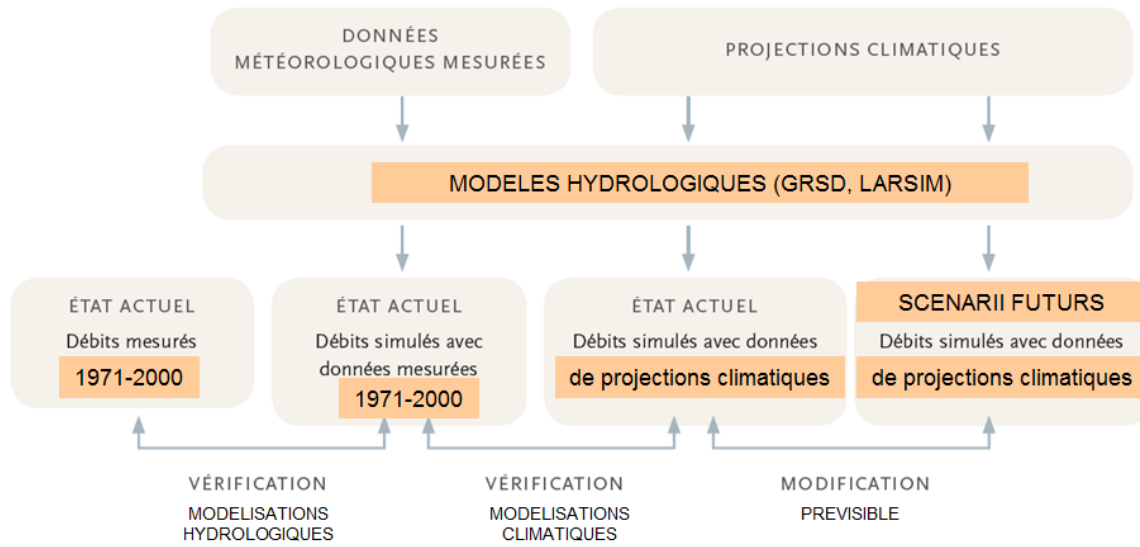 DONNÉES
MÉTÉOROLOGIQUES MESURÉES
PROJECTIONS CLIMATIQUES
MODELES HYDROLOGIQUES (GRSD, LARSIM)
ÉTAT ACTUEL
Débits mesurés
1971-2000
ÉTAT ACTUEL
Débits simulés avec
données mesurées
1971-2000
ÉTAT ACTUEL
Débits simulés avec données
de projections climatiques
SCENARII FUTURS
Débits simulés avec données
de projections climatiques
VÉRIFICATION
MODELISATIONS
HYDROLOGIQUES
VÉRIFICATION
MODELISATIONS
CLIMATIQUES
MODIFICATION
PREVISIBLE